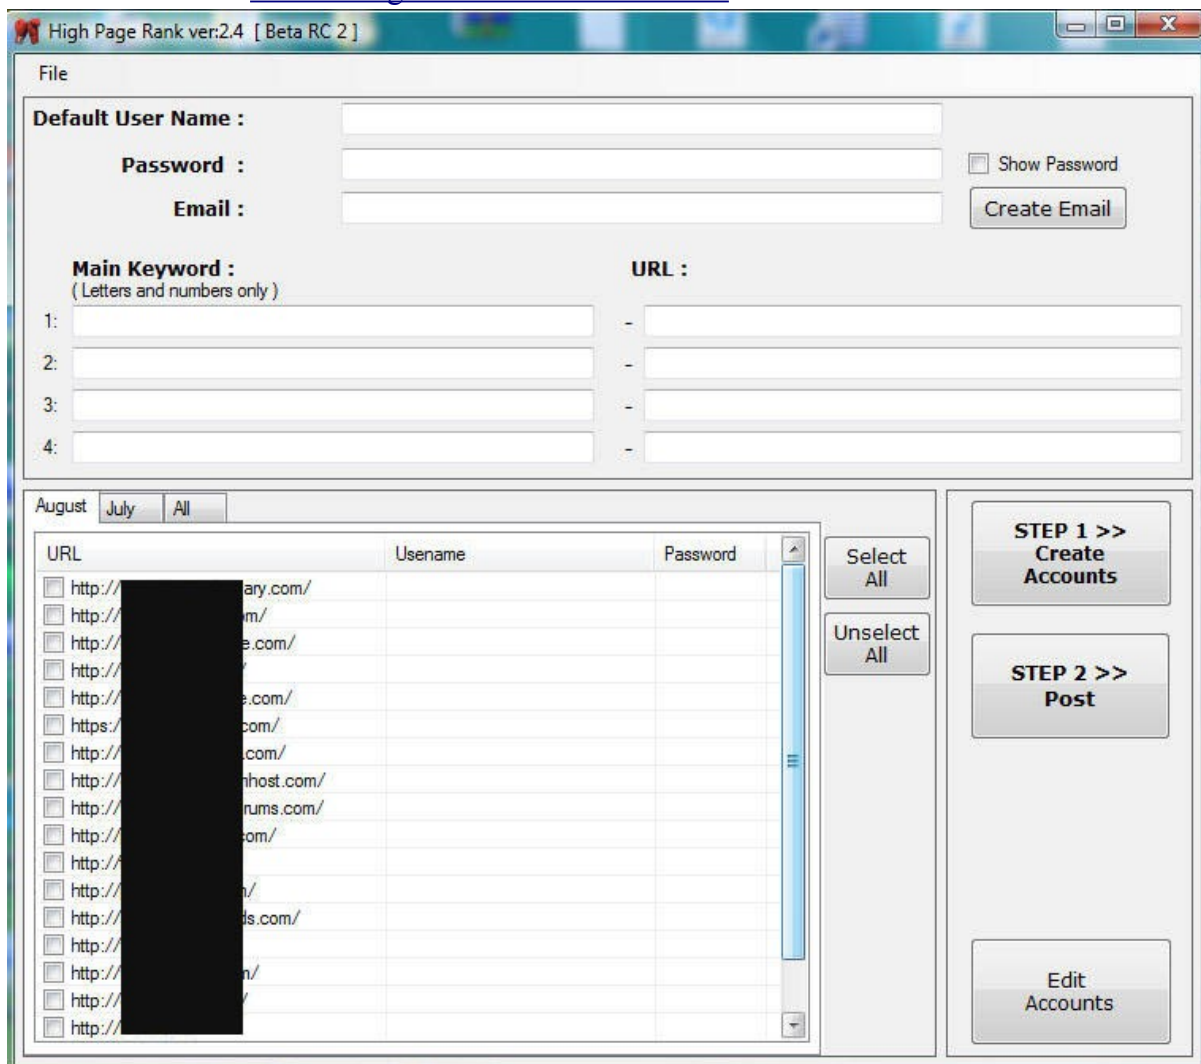 High Page Rank ver:2.4 [ Beta RC 2 ]
File
Default User Name :
Password :
Show Password
Email :
Create Email
Main Keyword :
URL :
( Letters and numbers only )
1: -
2: -
3: -
4: -
August July All
URL Usename Password
http:// ary.com/
http:// om/
http:// e.com/
http:// /
http:// e.com/
https:/ com/
http:// .com/
http:// nhost.com/
http:// rums.com/
http:// com/
http://
http:// /
http:// ds.com/
http://
http:// /
http:// /
http://
Select
All
Unselect
All
STEP 1 >>
Create
Accounts
STEP 2 >>
Post
Edit
Accounts